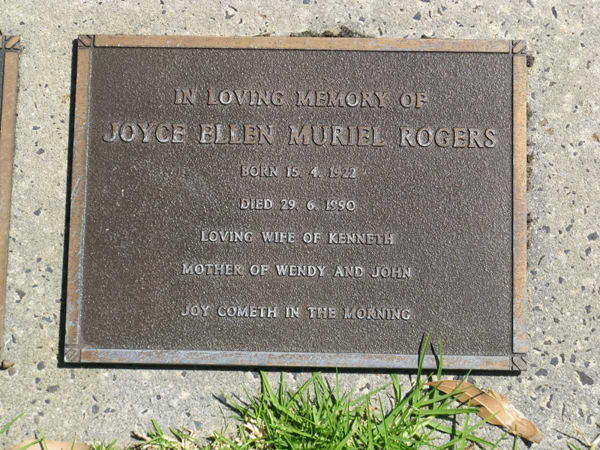 IN LOVING MEMORY OF
JOYCE ELLEN MURIEL ROGERS
BORN 15. 4. 1922
DIED 29. 6. 1990
LOVING WIFE OF KENNETH
MOTHER OF WENDY AND JOHN
JOY COMETH IN THE MORNING